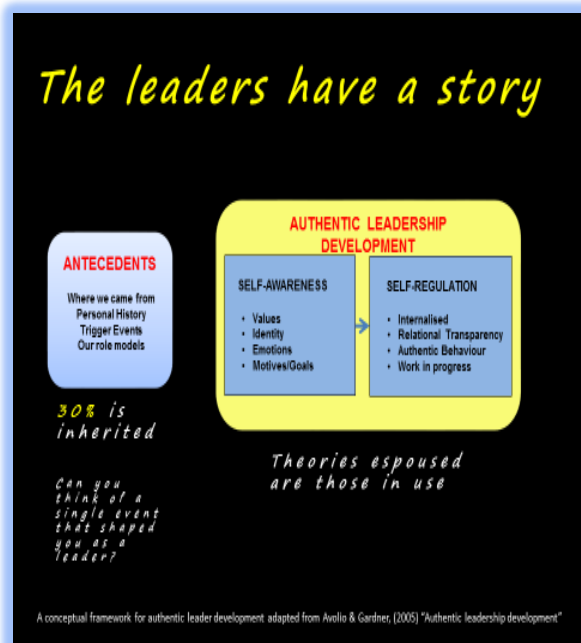 The leaders have a story
ANTECEDENTS
Where we came from
Personal History
Trigger Events
Our role models
30% is
inherited
Can you
think of a
single event
that shaped
you as a
leader?
AUTHENTIC LEADERSHIP
DEVELOPMENT
SELF-AWARENESS
• Values
• Identity
• Emotions
• Motives/Goals
SELF-REGULATION
• Internalised
• Relational Transparency
• Authentic Behaviour
• Work in progress
Theories espoused
are those in use
A conceptual framework for authentic leader development adapted from Avolio & Gardner, (2005) "Authentic leadership development"